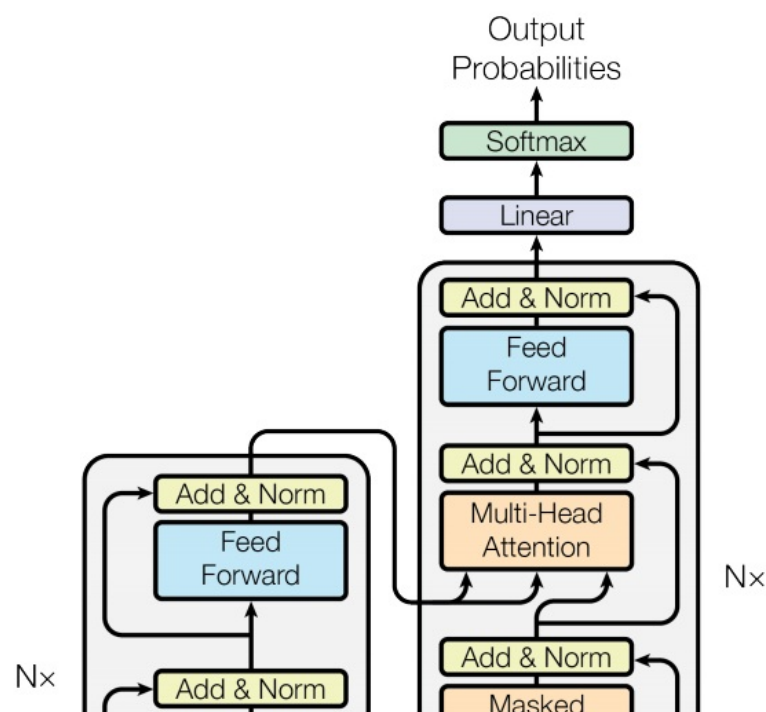 Output
Probabilities
Softmax
Linear
Add & Norm
Feed
Forward
Add & Norm
Multi-Head
Attention
Add & Norm
Masked
Nx
Add & Norm
Feed
Forward
Add & Norm
Nx